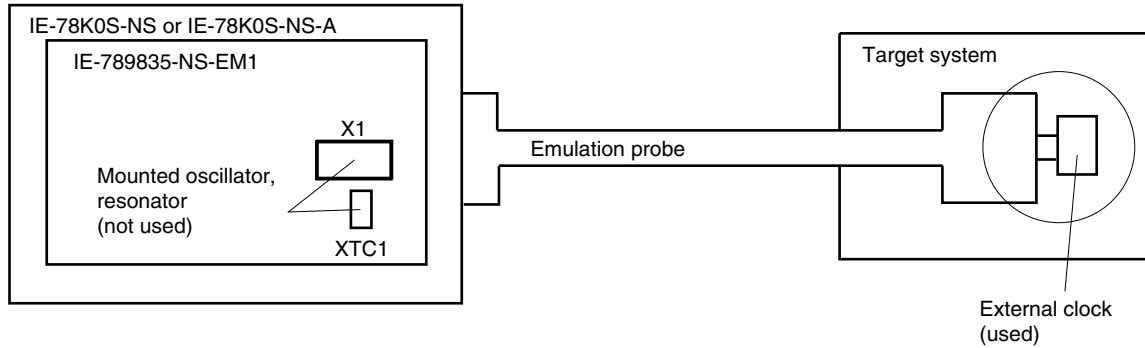 IE-78K0S-NS or IE-78K0S-NS-A
IE-789835-NS-EM1
X1
Mounted oscillator,
resonator
(not used)
XTC1
Emulation probe
Target system
External clock
(used)